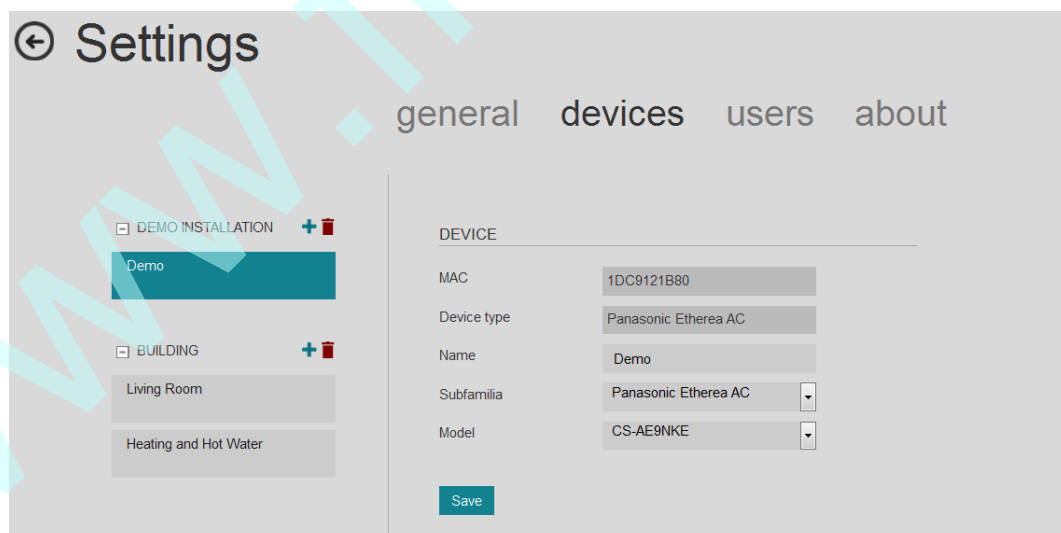 Settings
general devices users about
DEMO INSTALLATION
Demo
BUILDING
Living Room
Heating and Hot Water
DEVICE
MAC 1DC9121B80
Device type Panasonic Etherea AC
Name Demo
Subfamilia Panasonic Etherea AC
Model CS-AE9NKE
Save